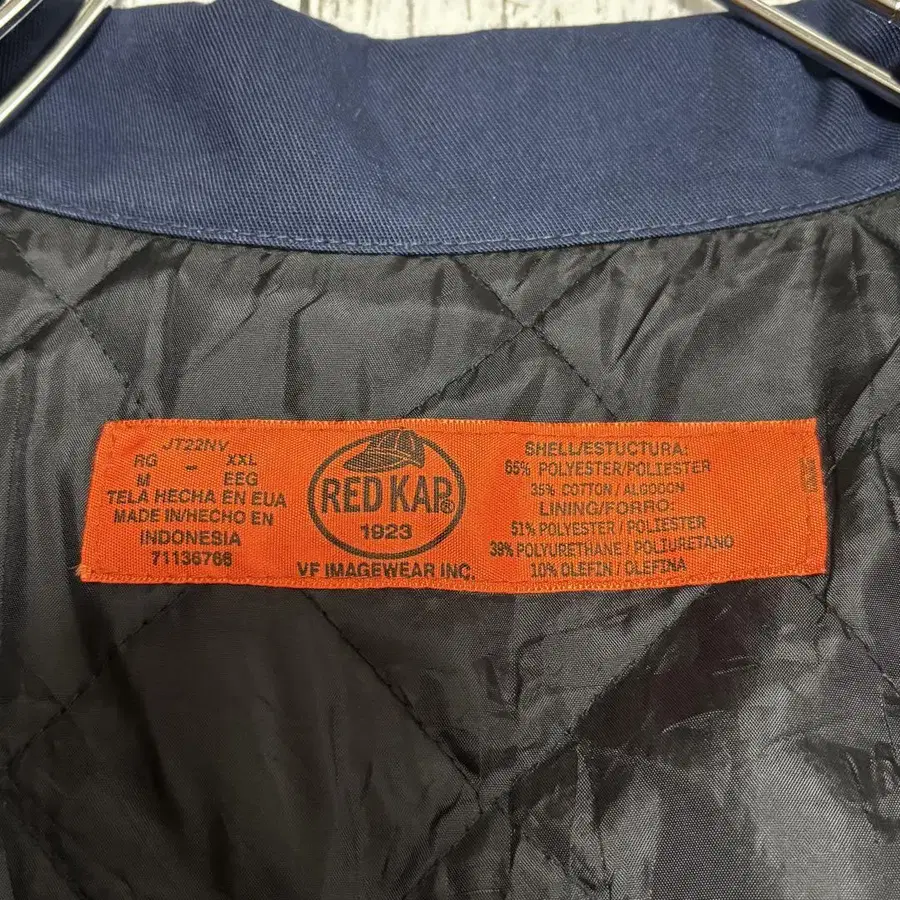 JT22NV
RG - XXL
M EEG
TELA HECHA EN EUA
MADE IN/HECHO EN
INDONESIA
71136766
RED KAP®
1923
VF IMAGEWEAR INC.
SHELL/ESTUCTURA:
65% POLYESTER/POLIESTER
35% COTTON / ALGODON
LINING/FORRO:
51% POLYESTER / POLIESTER
39% POLYURETHANE / POLIURETANO
10% OLEFIN / OLEFINA